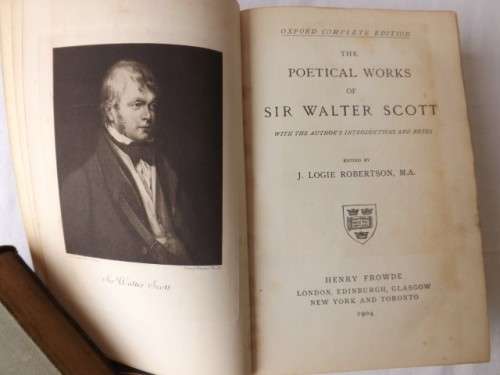 Sir Walter Scott
OXFORD COMPLETE EDITION
THE
POETICAL WORKS
OF
SIR WALTER SCOTT
WITH THE AUTHOR'S INTRODUCTIONS AND NOTES
EDITED BY
J. LOGIE ROBERTSON, M.A.
HENRY FROWDE
LONDON, EDINBURGH, GLASGOW
NEW YORK AND TORONTO
1904